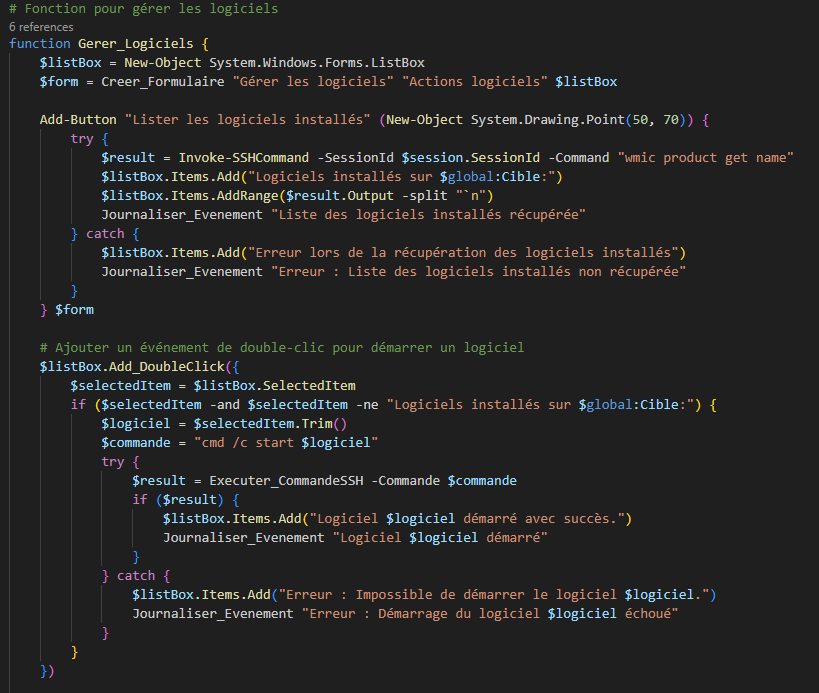 # Fonction pour gérer les logiciels
6 references
function Gerer_Logiciels {
    $listBox = New-Object System.Windows.Forms.ListBox
    $form = Creer_Formulaire "Gérer les logiciels" "Actions logiciels" $listBox

    Add-Button "Lister les logiciels installés" (New-Object System.Drawing.Point(50, 70)) {
        try {
            $result = Invoke-SSHCommand -SessionId $session.SessionId -Command "wmic product get name"
            $listBox.Items.Add("Logiciels installés sur $global:Cible:")
            $listBox.Items.AddRange($result.Output -split "`n")
            Journaliser_Evenement "Liste des logiciels installés récupérée"
        } catch {
            $listBox.Items.Add("Erreur lors de la récupération des logiciels installés")
            Journaliser_Evenement "Erreur : Liste des logiciels installés non récupérée"
        }
    } $form

    # Ajouter un événement de double-clic pour démarrer un logiciel
    $listBox.Add_DoubleClick({
        $selectedItem = $listBox.SelectedItem
        if ($selectedItem -and $selectedItem -ne "Logiciels installés sur $global:Cible:") {
            $logiciel = $selectedItem.Trim()
            $commande = "cmd /c start $logiciel"
            try {
                $result = Executer_CommandeSSH -Commande $commande
                if ($result) {
                    $listBox.Items.Add("Logiciel $logiciel démarré avec succès.")
                    Journaliser_Evenement "Logiciel $logiciel démarré"
                }
            } catch {
                $listBox.Items.Add("Erreur : Impossible de démarrer le logiciel $logiciel.")
                Journaliser_Evenement "Erreur : Démarrage du logiciel $logiciel échoué"
            }
        }
    })